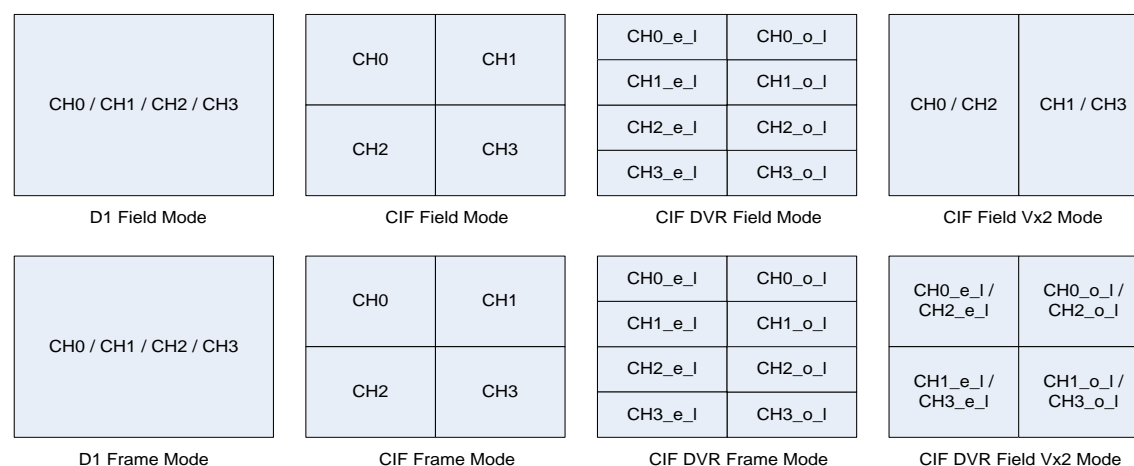 CH0 / CH1 / CH2 / CH3
D1 Field Mode
CH0 CH1
CH2 CH3
CIF Field Mode
CH0_e_l CH0_o_l
CH1_e_l CH1_o_l
CH2_e_l CH2_o_l
CH3_e_l CH3_o_l
CIF DVR Field Mode
CH0 / CH2 CH1 / CH3
CIF Field Vx2 Mode
CH0 / CH1 / CH2 / CH3
D1 Frame Mode
CH0 CH1
CH2 CH3
CIF Frame Mode
CH0_e_l CH0_o_l
CH1_e_l CH1_o_l
CH2_e_l CH2_o_l
CH3_e_l CH3_o_l
CIF DVR Frame Mode
CH0_e_l / CH0_o_l /
CH2_e_l CH2_o_l
CH1_e_l / CH1_o_l /
CH3_e_l CH3_o_l
CIF DVR Field Vx2 Mode